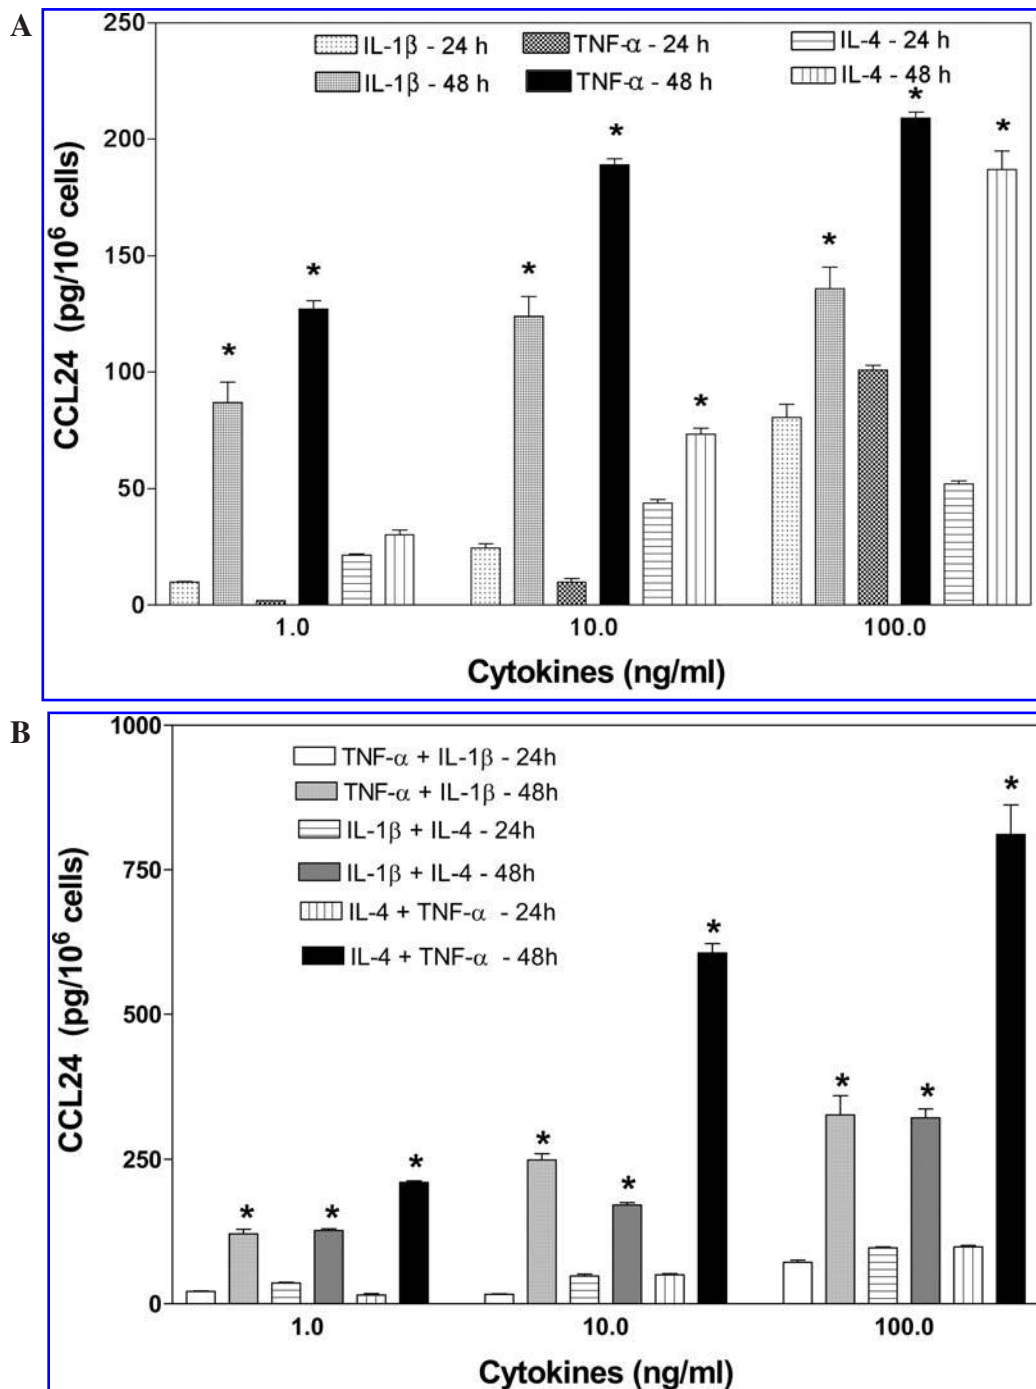 A
250
200
150
100
50
0
CCL24 (pg/10⁶ cells)
IL-1β - 24 h
TNF-α - 24 h
IL-4 - 24 h
IL-1β - 48 h
TNF-α - 48 h
IL-4 - 48 h
* * * * * * * *
1.0 10.0 100.0
Cytokines (ng/ml)
B
1000
750
500
250
0
CCL24 (pg/10⁶ cells)
TNF-α + IL-1β - 24h
TNF-α + IL-1β - 48h
IL-1β + IL-4 - 24h
IL-1β + IL-4 - 48h
IL-4 + TNF-α - 24h
IL-4 + TNF-α - 48h
* * * * * * * * *
1.0 10.0 100.0
Cytokines (ng/ml)